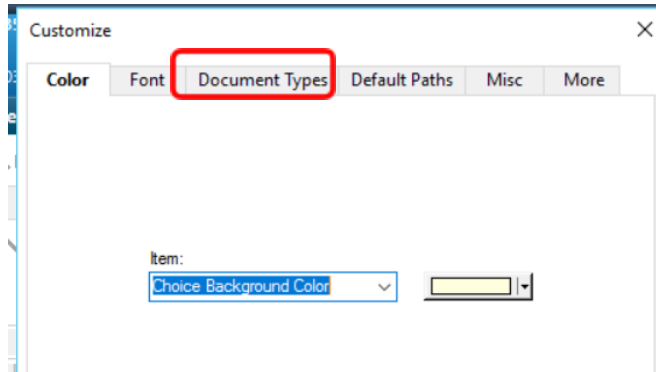 Customize
Color Font Document Types Default Paths Misc More
Item:
Choice Background Color